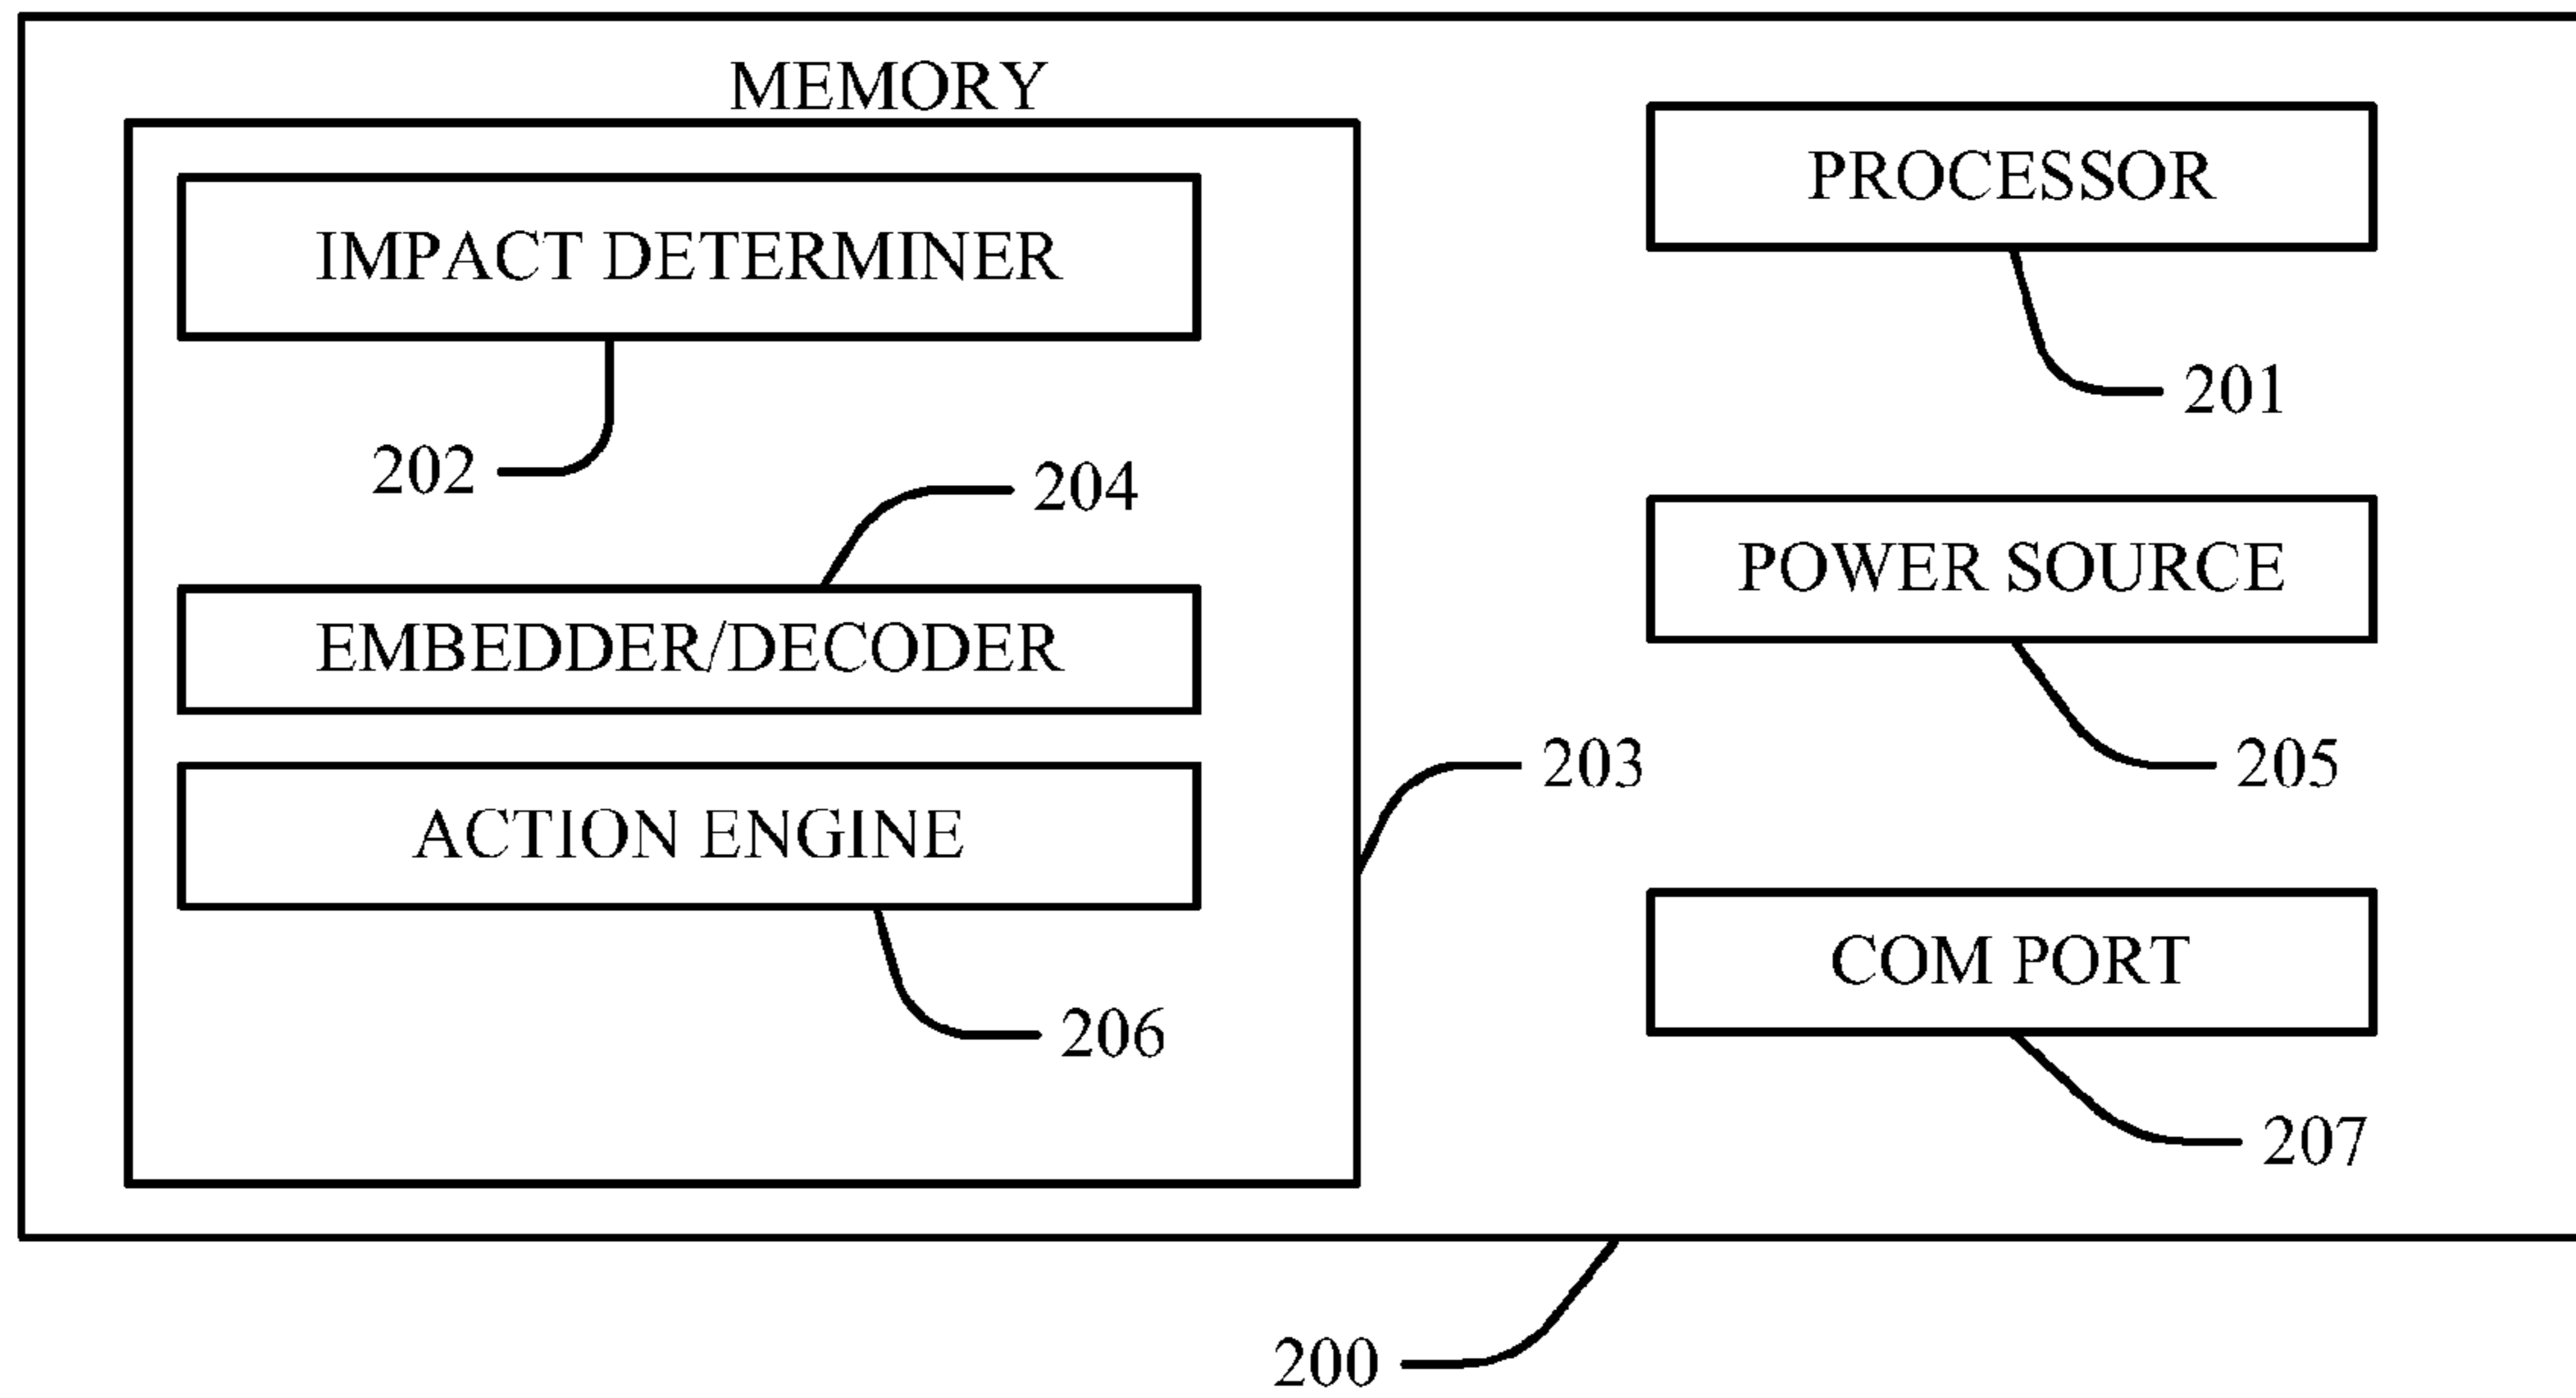 MEMORY
IMPACT DETERMINER
202
204
EMBEDDER/DECODER
ACTION ENGINE
206
203
PROCESSOR
201
POWER SOURCE
205
COM PORT
207
200